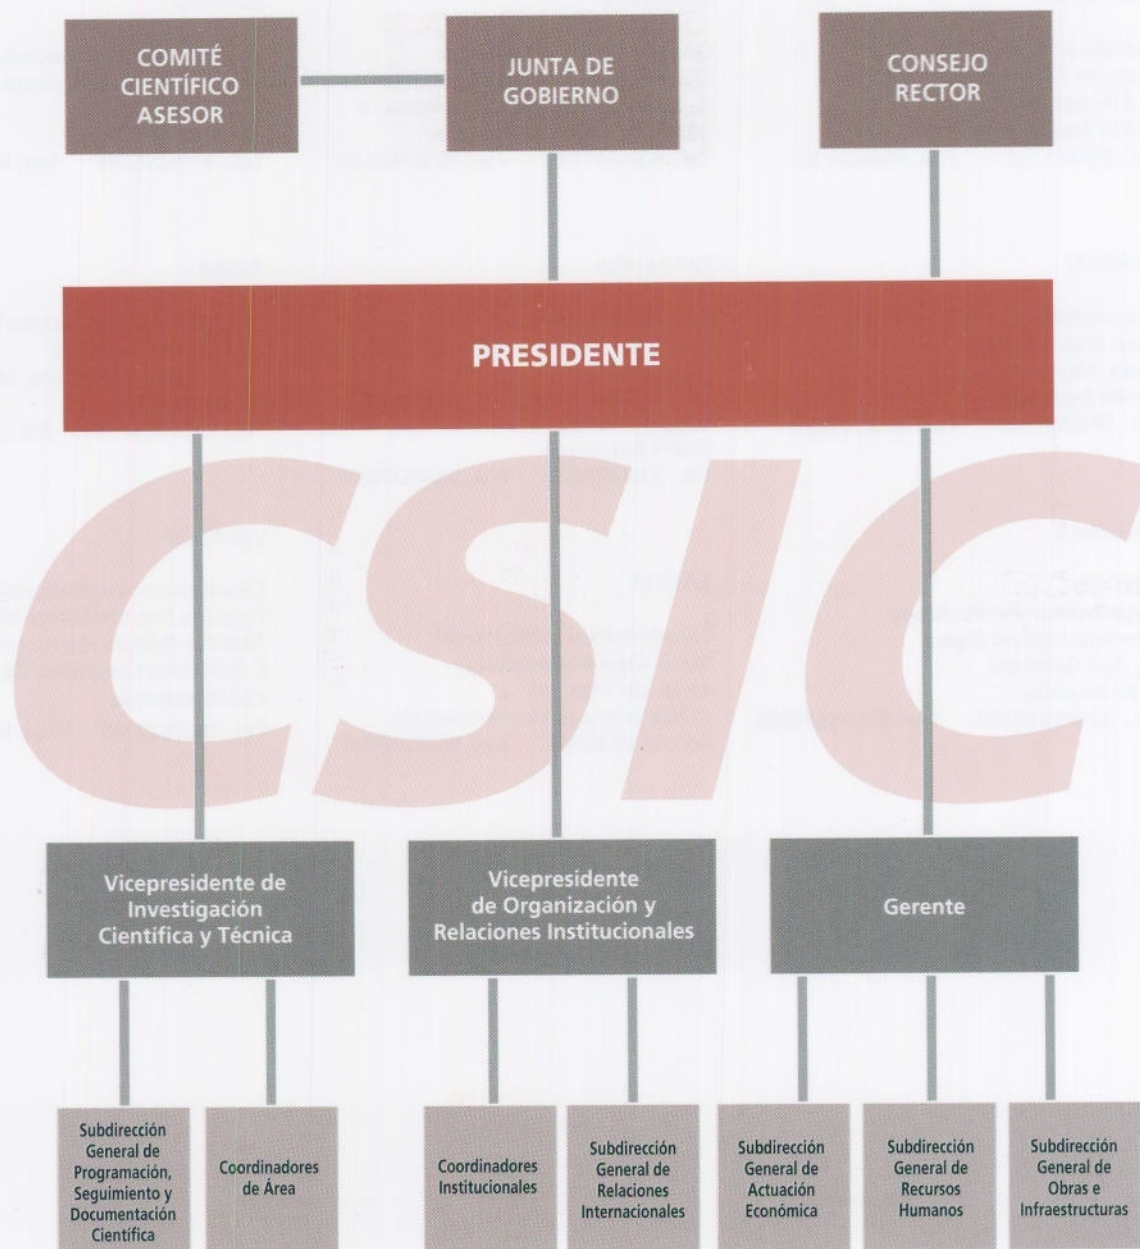 COMITÉ
CIENTÍFICO
ASESOR
JUNTA DE
GOBIERNO
CONSEJO
RECTOR
PRESIDENTE
CSIC
Vicepresidente de
Investigación
Científica y Técnica
Vicepresidente
de Organización y
Relaciones Institucionales
Gerente
Subdirección
General de
Programación,
Seguimiento y
Documentación
Científica
Coordinadores
de Área
Coordinadores
Institucionales
Subdirección
General de
Relaciones
Internacionales
Subdirección
General de
Actuación
Económica
Subdirección
General de
Recursos
Humanos
Subdirección
General de
Obras e
Infraestructuras